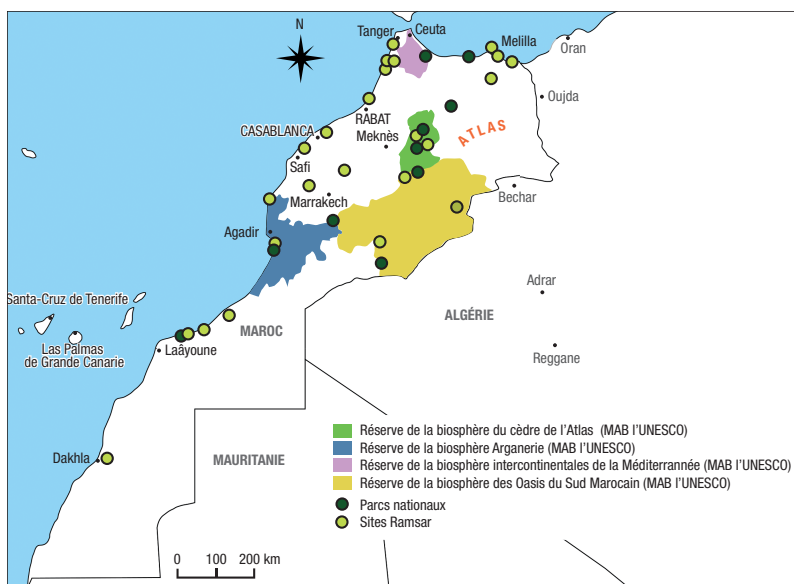 N
Tanger
Ceuta
Melilla
Oran
Oujda
RABAT
CASABLANCA
Meknès
ATLAS
Safi
Marrakech
Bechar
Agadir
Adrar
Santa-Cruz de Tenerife
ALGÉRIE
MAROC
Las Palmas
de Grande Canarie
Laâyoune
Reggane
Réserve de la biosphère du cèdre de l'Atlas (MAB l'UNESCO)
Réserve de la biosphère Arganerie (MAB l'UNESCO)
Réserve de la biosphère intercontinentales de la Méditerrannée (MAB l'UNESCO)
Réserve de la biosphère des Oasis du Sud Marocain (MAB l'UNESCO)
Parcs nationaux
Sites Ramsar
Dakhla
MAURITANIE
0 100 200 km